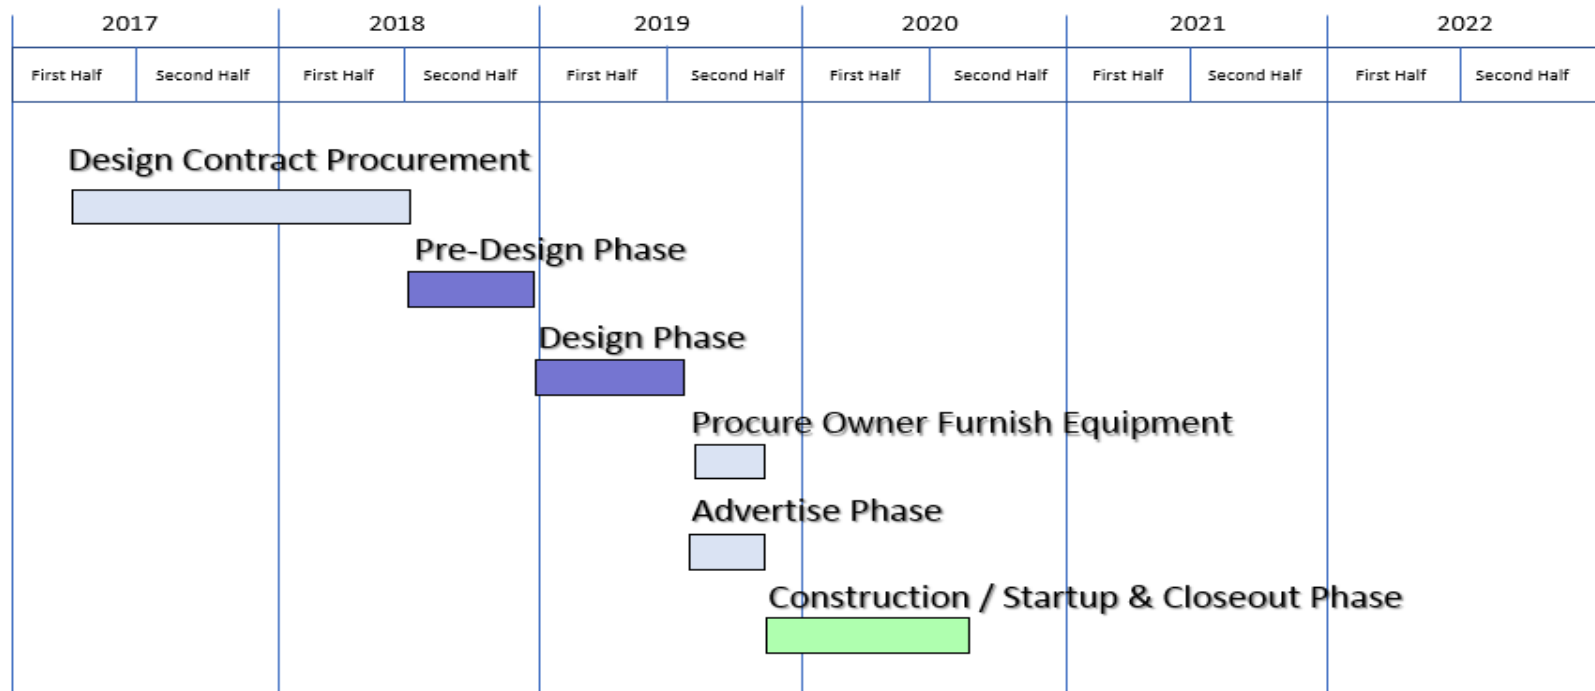 2017 2018 2019 2020 2021 2022
First Half Second Half First Half Second Half First Half Second Half First Half Second Half First Half Second Half First Half Second Half
Design Contract Procurement
Pre-Design Phase
Design Phase
Procure Owner Furnish Equipment
Advertise Phase
Construction / Startup & Closeout Phase